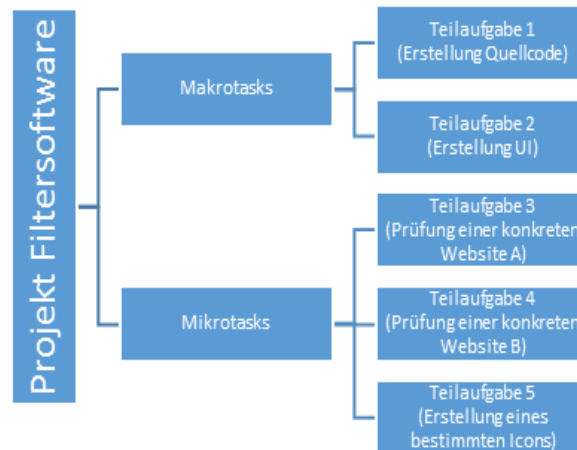 Projekt Filtersoftware
Makrotasks
Teilaufgabe 1
(Erstellung Quellcode)
Teilaufgabe 2
(Erstellung UI)
Mikrotasks
Teilaufgabe 3
(Prüfung einer konkreten
Website A)
Teilaufgabe 4
(Prüfung einer konkreten
Website B)
Teilaufgabe 5
(Erstellung eines
bestimmten Icons)